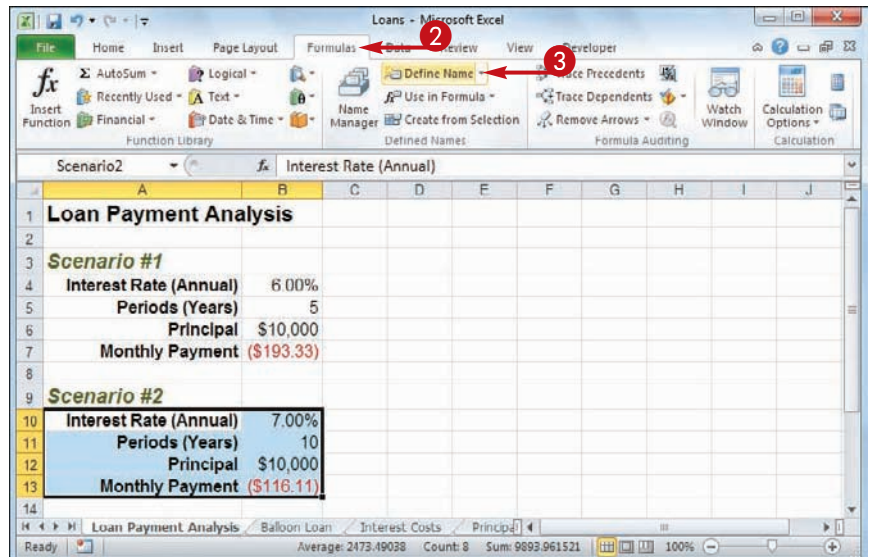 Loans - Microsoft Excel
File Home Insert Page Layout Formulas Data Review View Developer
2
3
Σ AutoSum
Recently Used
Financial
Logical
Text
Date & Time
Insert Function
Function Library
Name Manager
Define Name
Use in Formula
Create from Selection
Defined Names
Trace Precedents
Trace Dependents
Remove Arrows
Formula Auditing
Watch Window
Calculation Options
Calculation
Scenario2 fx Interest Rate (Annual)
A B C D E F G H I J
1 Loan Payment Analysis
2
3 Scenario #1
4 Interest Rate (Annual) 6.00%
5 Periods (Years) 5
6 Principal $10,000
7 Monthly Payment ($193.33)
8
9 Scenario #2
10 Interest Rate (Annual) 7.00%
11 Periods (Years) 10
12 Principal $10,000
13 Monthly Payment ($116.11)
14
Loan Payment Analysis Balloon Loan Interest Costs
Ready Average: 2473.49038 Count: 8 Sum: 9893.961521 100%